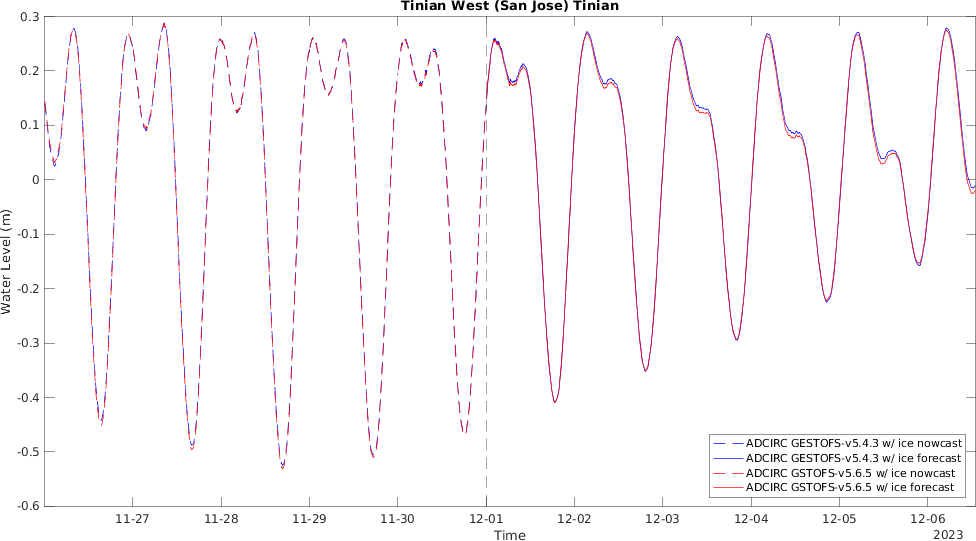 Tinian West (San Jose) Tinian
0.3
0.2
0.1
0
-0.1
-0.2
-0.3
-0.4
-0.5
-0.6
Water Level (m)
11-27 11-28 11-29 11-30 12-01 12-02 12-03 12-04 12-05 12-06
Time
2023
ADCIRC GESTOFS-v5.4.3 w/ ice nowcast
ADCIRC GESTOFS-v5.4.3 w/ ice forecast
ADCIRC GSTOFS-v5.6.5 w/ ice nowcast
ADCIRC GSTOFS-v5.6.5 w/ ice forecast